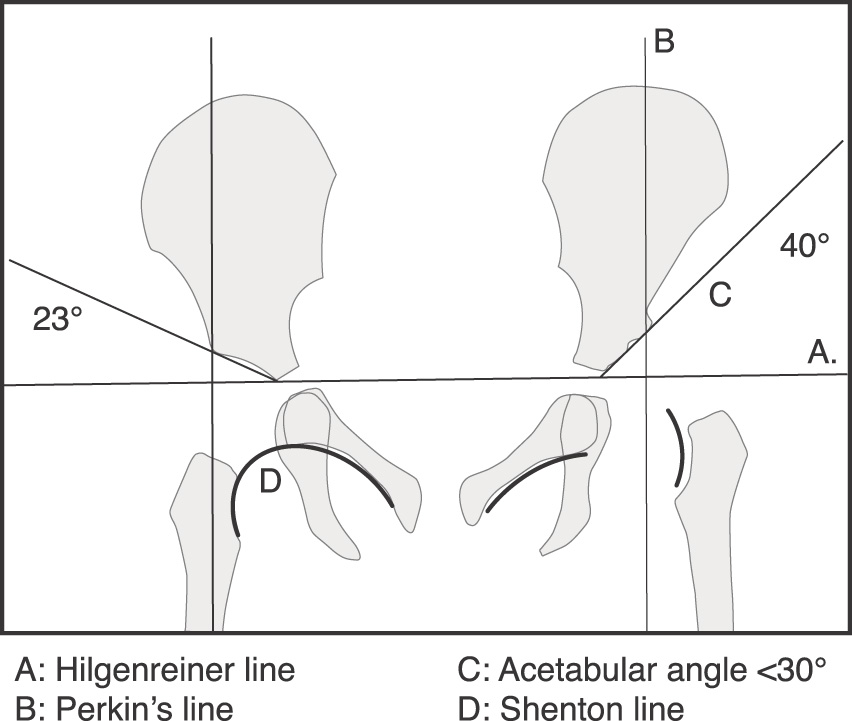 B
40°
23°
C
A.
D
A: Hilgenreiner line
B: Perkin's line
C: Acetabular angle <30°
D: Shenton line